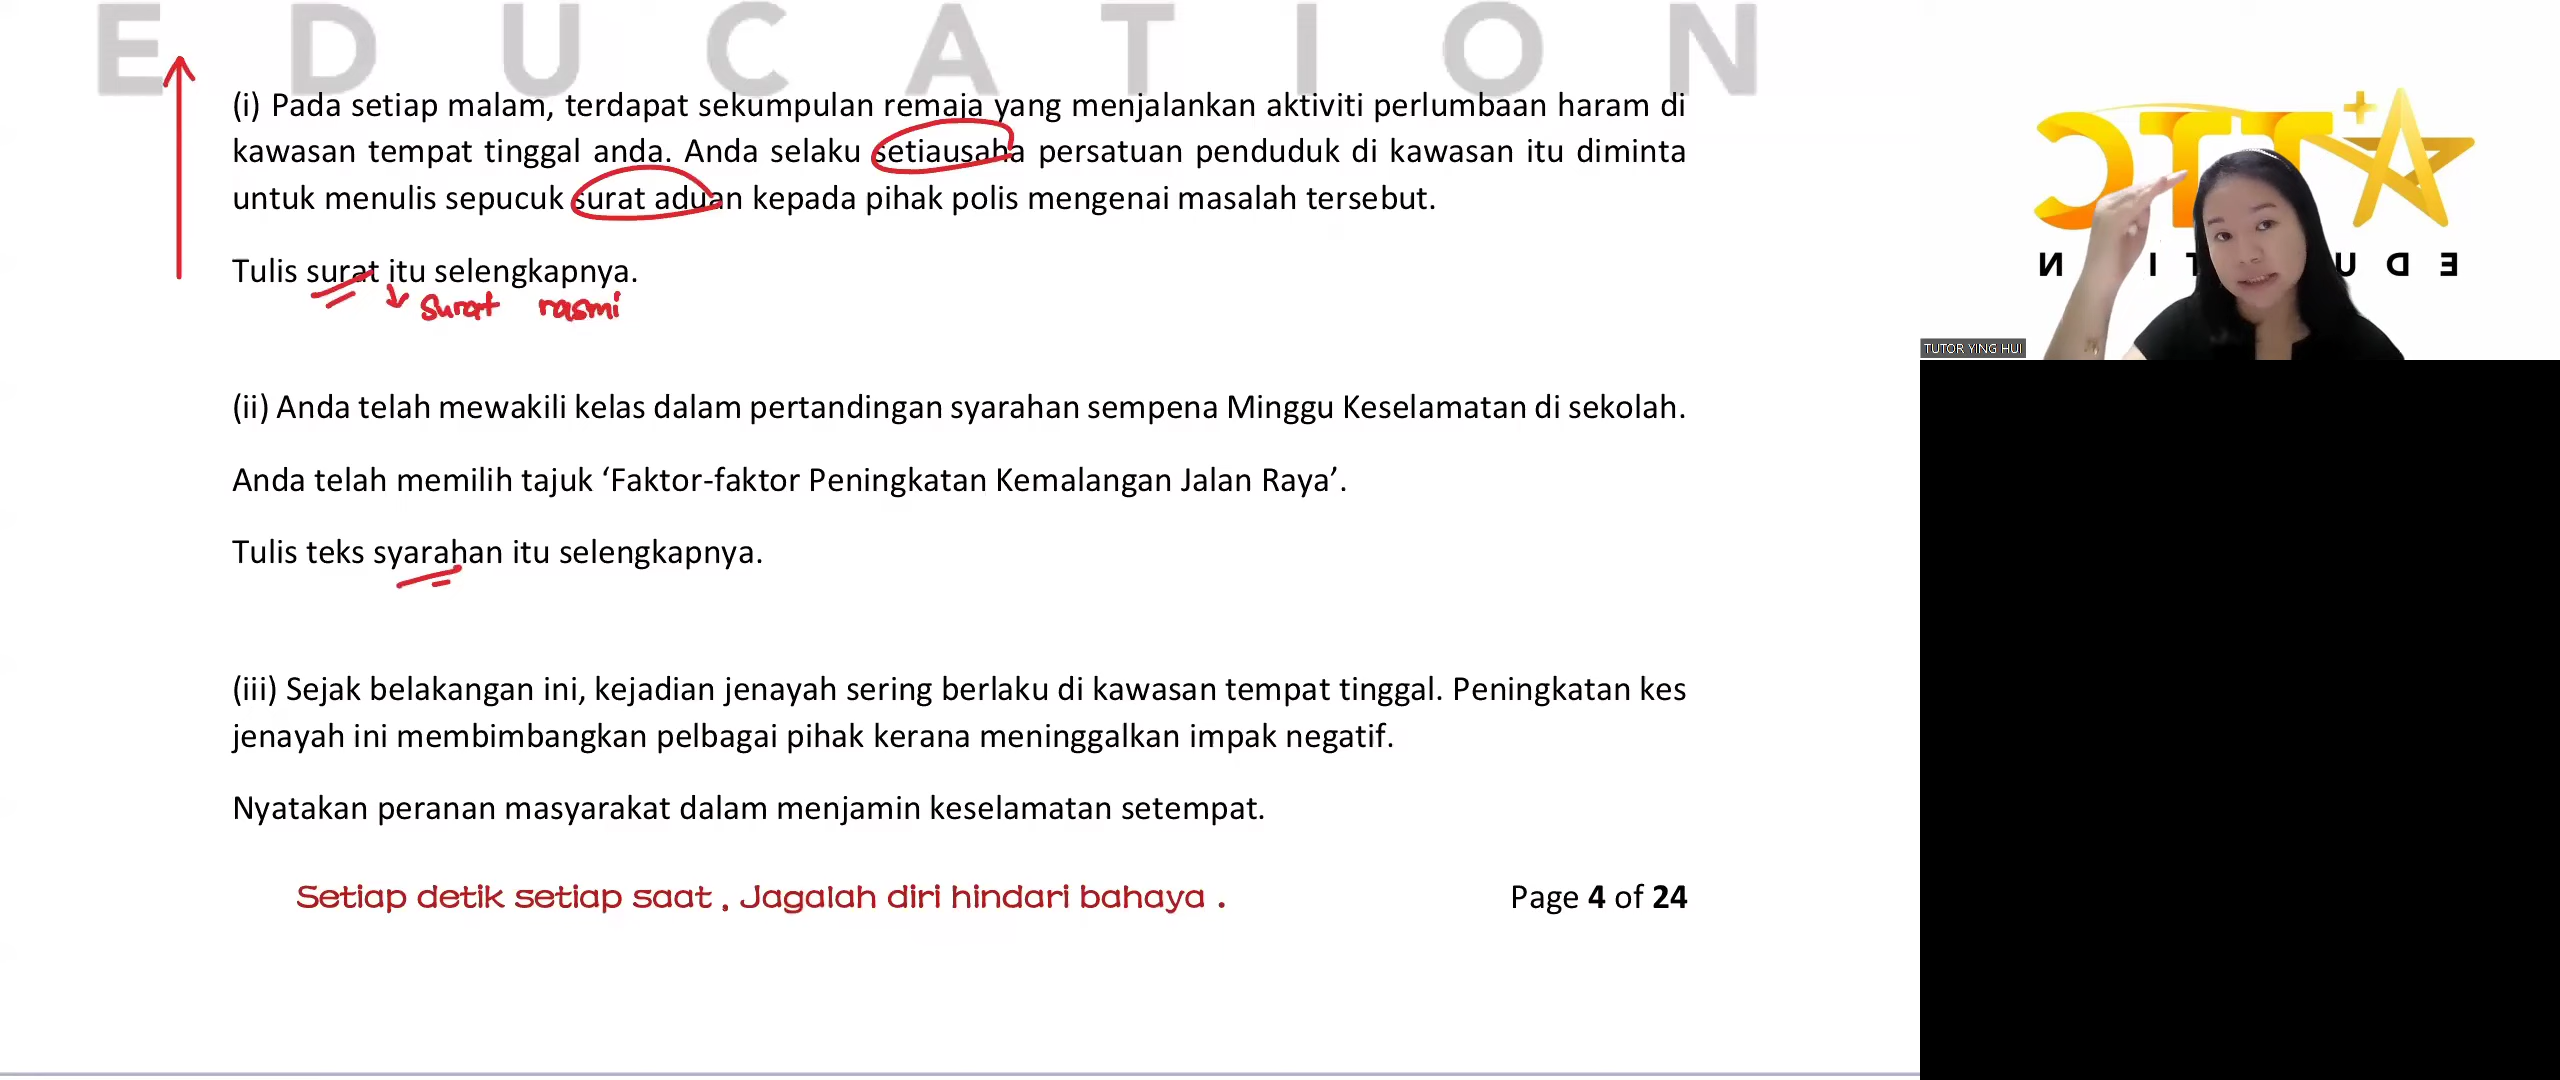 EDUCATION
(i) Pada setiap malam, terdapat sekumpulan remaja yang menjalankan aktiviti perlumbaan haram di
kawasan tempat tinggal anda. Anda selaku setiausaha persatuan penduduk di kawasan itu diminta
untuk menulis sepucuk surat aduan kepada pihak polis mengenai masalah tersebut.
Tulis surat itu selengkapnya.
surat rasmi
(ii) Anda telah mewakili kelas dalam pertandingan syarahan sempena Minggu Keselamatan di sekolah.
Anda telah memilih tajuk ‘Faktor-faktor Peningkatan Kemalangan Jalan Raya’.
Tulis teks syarahan itu selengkapnya.
(iii) Sejak belakangan ini, kejadian jenayah sering berlaku di kawasan tempat tinggal. Peningkatan kes
jenayah ini membimbangkan pelbagai pihak kerana meninggalkan impak negatif.
Nyatakan peranan masyarakat dalam menjamin keselamatan setempat.
Setiap detik setiap saat . Jagalah diri hindari bahaya .
Page 4 of 24
TUTOR YING HUI